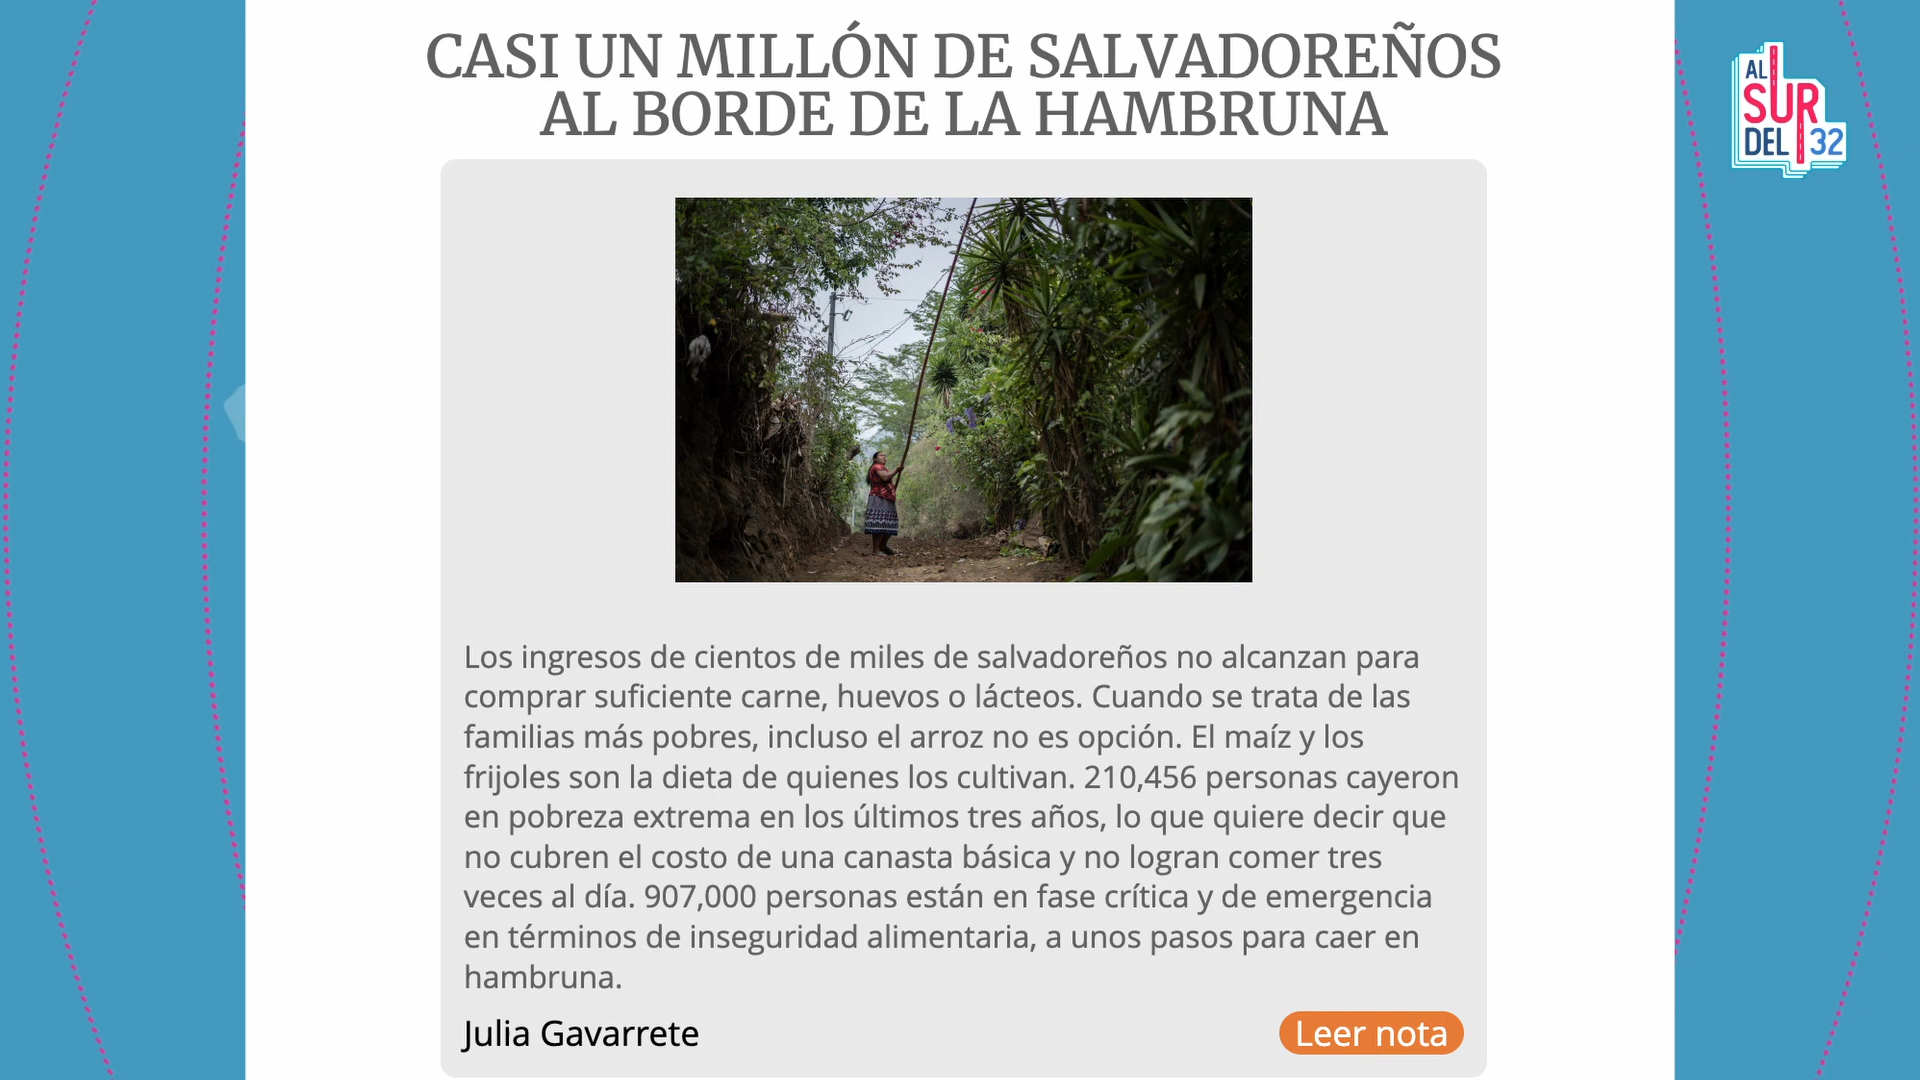 CASI UN MILLÓN DE SALVADOREÑOS
AL BORDE DE LA HAMBRUNA
AL
SUR
DEL 32
Los ingresos de cientos de miles de salvadoreños no alcanzan para
comprar suficiente carne, huevos o lácteos. Cuando se trata de las
familias más pobres, incluso el arroz no es opción. El maíz y los
frijoles son la dieta de quienes los cultivan. 210,456 personas cayeron
en pobreza extrema en los últimos tres años, lo que quiere decir que
no cubren el costo de una canasta básica y no logran comer tres
veces al día. 907,000 personas están en fase crítica y de emergencia
en términos de inseguridad alimentaria, a unos pasos para caer en
hambruna.
Julia Gavarrete
Leer nota